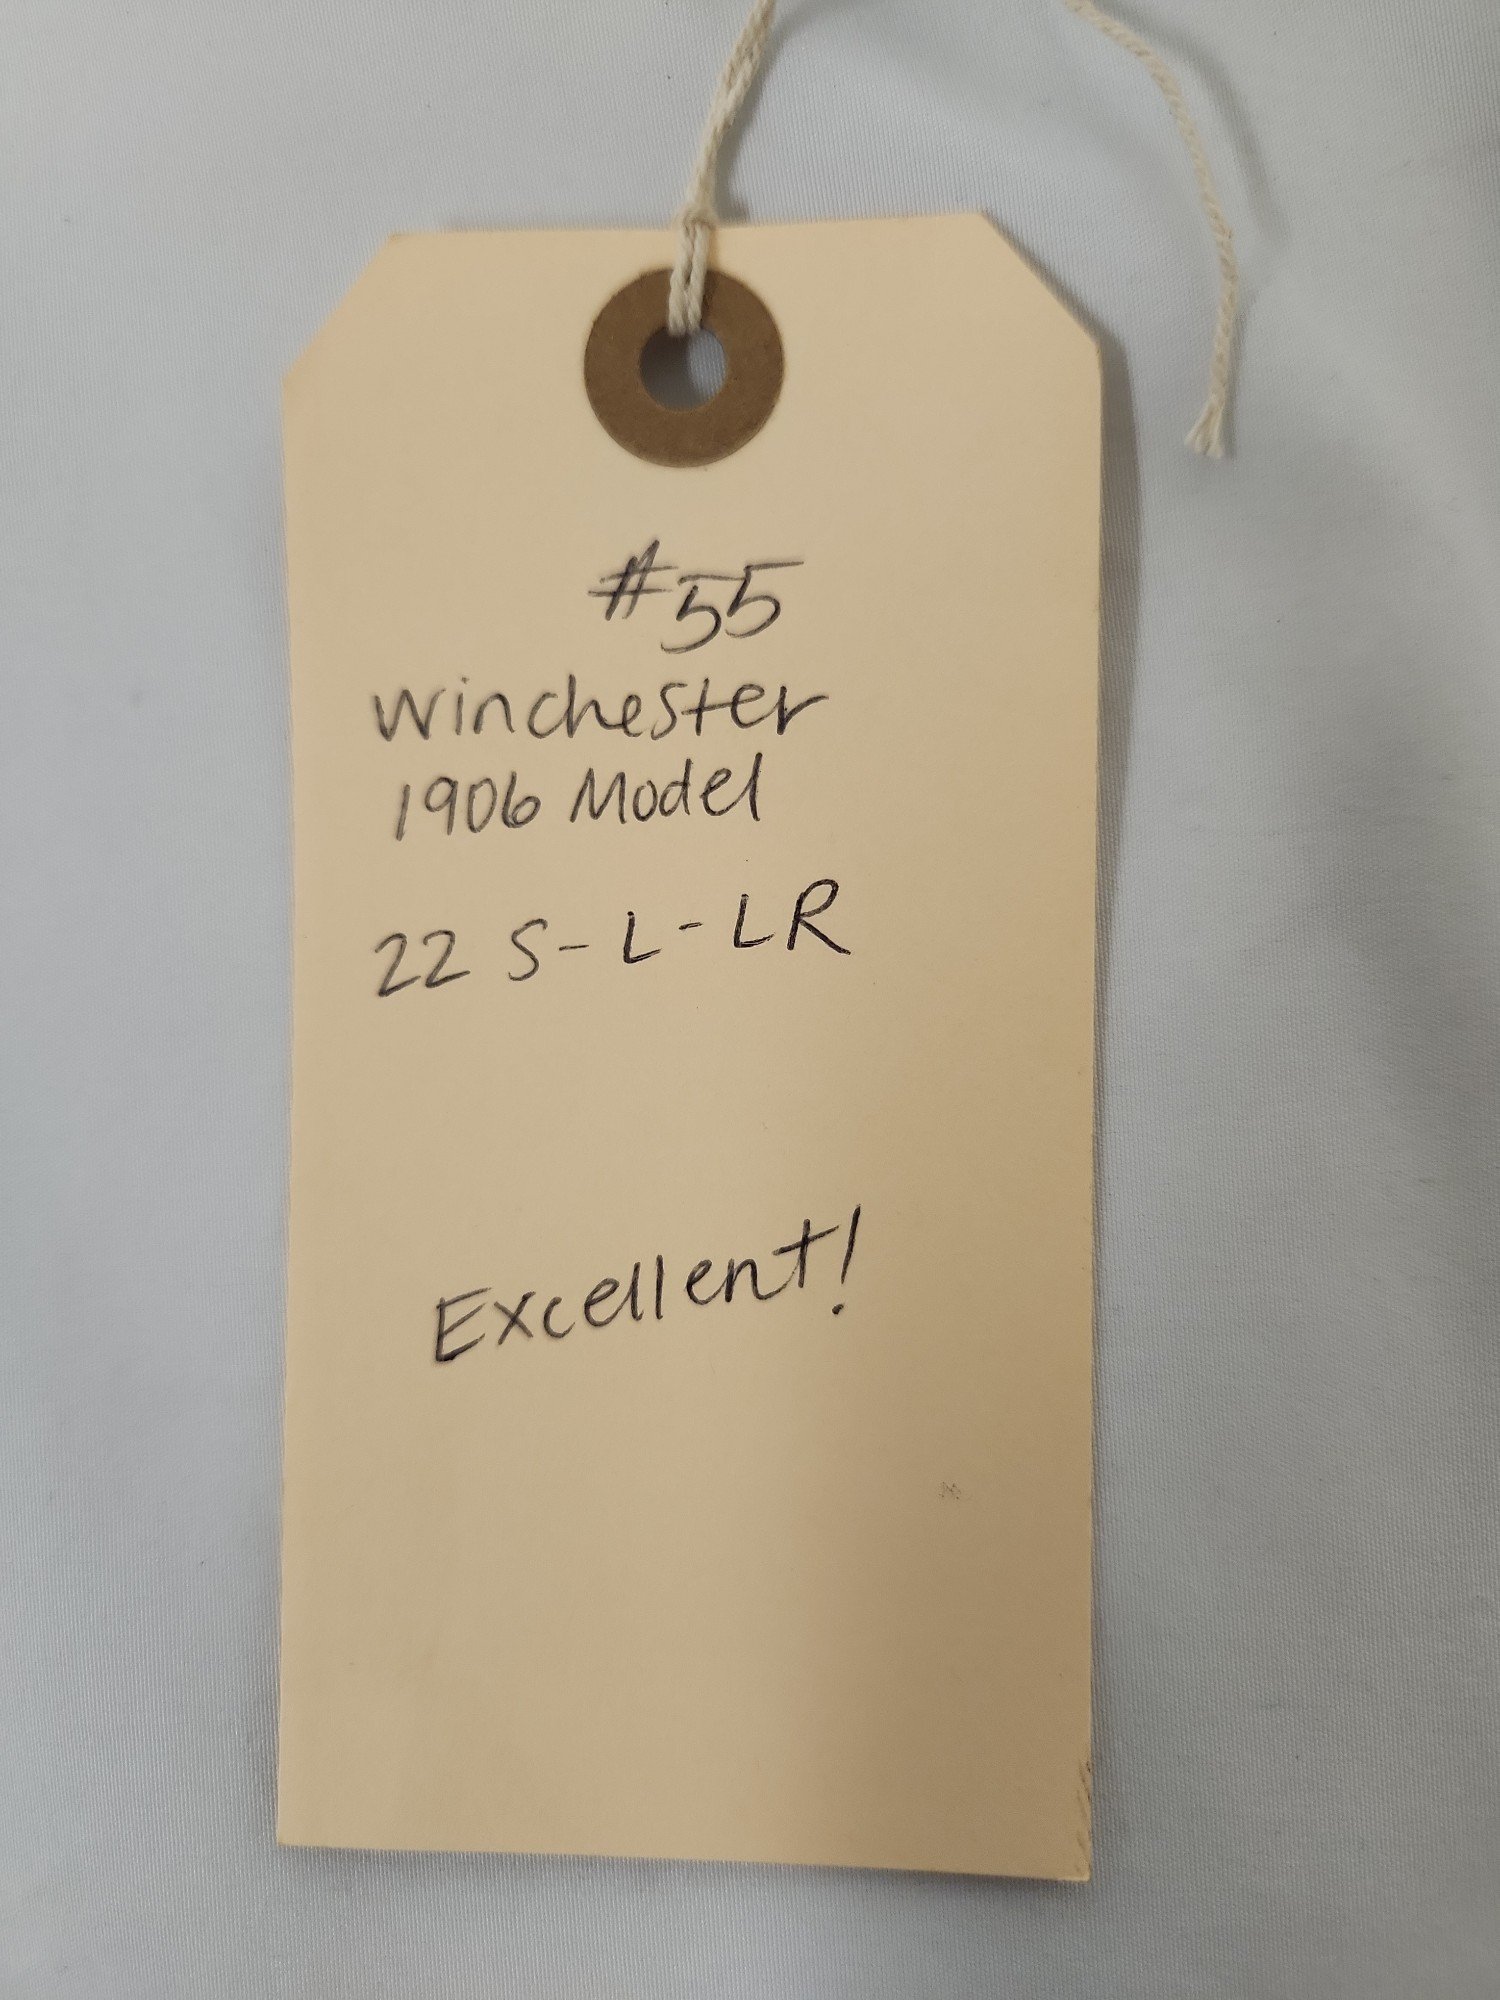 #55
Winchester
1906 Model
22 S-L-LR
Excellent!